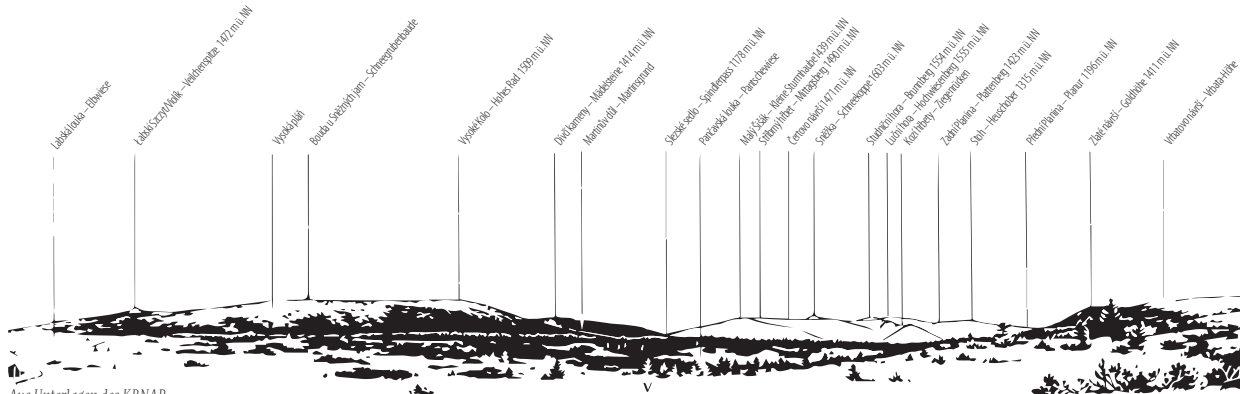 Labská louka – Elbwiese
Łabski Szczyt/Violík – Veilchenspitze 1472 m ü. NN
Vysoká pláň
Bouda u Sněžných jam – Schneegrubenbaude
Vysoké Kolo – Hohes Rad 1509 m ü. NN
Dívčí kameny – Mädelsteine 1414 m ü. NN
Martinův důl – Martinsgrund
Slezské sedlo – Spindlerpass 1178 m ü. NN
Pančavská louka – Pantschewiese
Malý Šišák – Kleine Sturmhaube 1439 m ü. NN
Stříbrný hřbet – Mittagsberg 1490 m ü. NN
Čertovo návrší 1471 m ü. NN
Sněžka – Schneekoppe 1603 m ü. NN
Studniční hora – Brunnberg 1554 m ü. NN
Luční hora – Hochwiesenberg 1555 m ü. NN
Kozí hřbety – Ziegenrücken
Zadní Planina – Plattenberg 1423 m ü. NN
Stoh – Heuschober 1315 m ü. NN
Přední Planina – Planur 1196 m ü. NN
Zlaté návrší – Goldhöhe 1411 m ü. NN
Vrbatovo návrší – Vrbata-Höhe
V
Aus Unterlagen des KRNAP